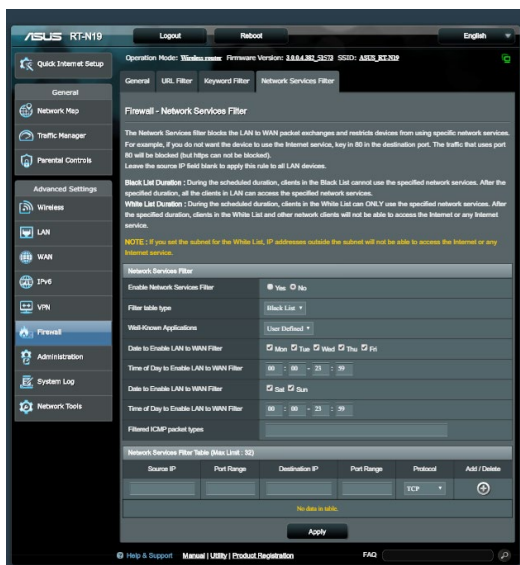 ASUS RT-N19 Logout Reboot English
Quick Internet Setup
General
Network Map
Traffic Manager
Parental Controls
Advanced Settings
Wireless
LAN
WAN
IPv6
VPN
Firewall
Administration
System Log
Network Tools
Operation Mode: Wireless router Firmware Version: 3.0.0.4.382_51573 SSID: ASUS_RT-N19
General URL Filter Keyword Filter Network Services Filter
Firewall - Network Services Filter
The Network Services filter blocks the LAN to WAN packet exchanges and restricts devices from using specific network services.
For example, if you do not want the device to use the Internet service, key in 80 in the destination port. The traffic that uses port
80 will be blocked (but https can not be blocked).
Leave the source IP field blank to apply this rule to all LAN devices.
Black List Duration : During the scheduled duration, clients in the Black List cannot use the specified network services. After the
specified duration, all the clients in LAN can access the specified network services.
White List Duration : During the scheduled duration, clients in the White List can ONLY use the specified network services. After
the specified duration, clients in the White List and other network clients will not be able to access the Internet or any Internet
service.
NOTE : If you set the subnet for the White List, IP addresses outside the subnet will not be able to access the Internet or any
Internet service.
Network Services Filter
Enable Network Services Filter Yes No
Filter table type Black List
Well-Known Applications User Defined
Date to Enable LAN to WAN Filter Mon Tue Wed Thu Fri
Time of Day to Enable LAN to WAN Filter 00 : 00 - 23 : 59
Date to Enable LAN to WAN Filter Sat Sun
Time of Day to Enable LAN to WAN Filter 00 : 00 - 23 : 59
Filtered ICMP packet types
Network Services Filter Table (Max Limit : 32)
Source IP Port Range Destination IP Port Range Protocol Add / Delete
TCP
No data in table.
Apply
Help & Support Manual | Utility | Product Registration FAQ